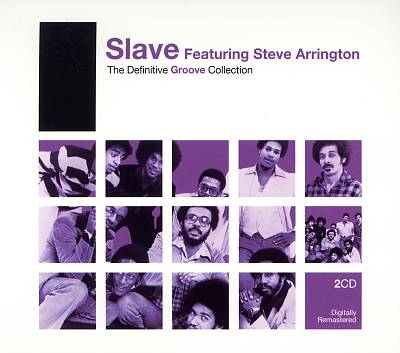 Slave Featuring Steve Arrington
The Definitive Groove Collection
2CD
Digitally
Remastered